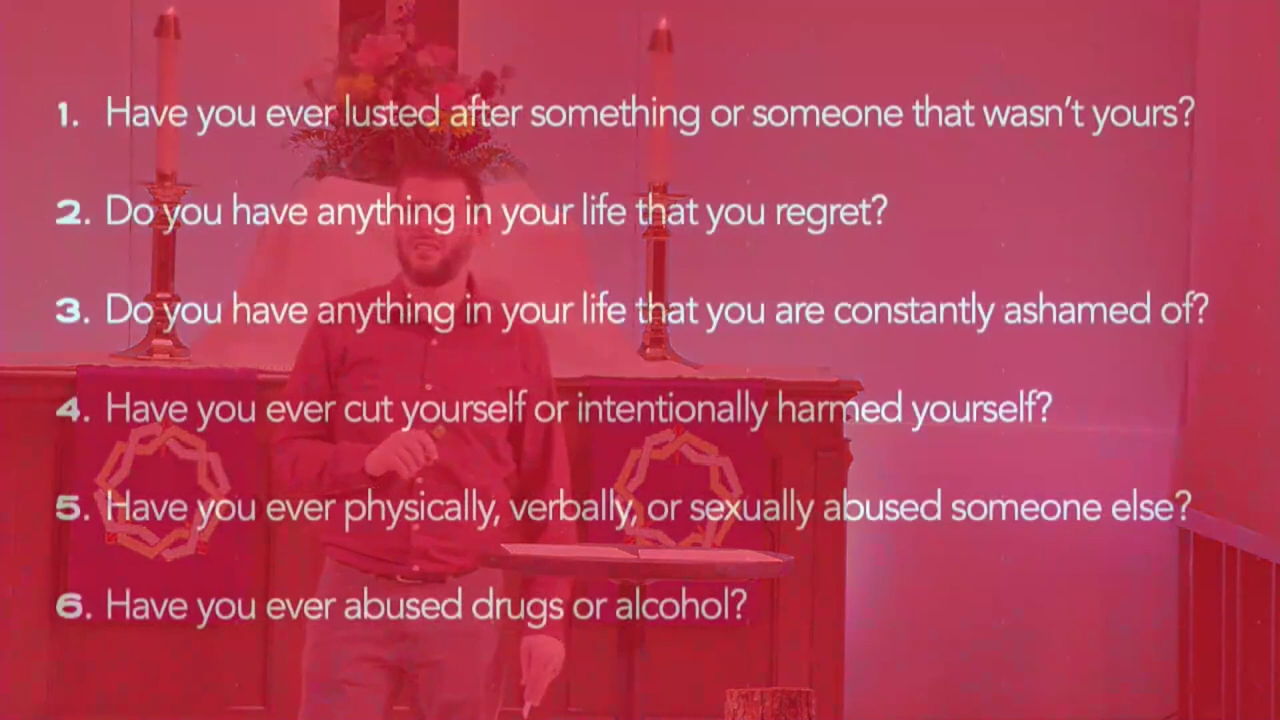 1. Have you ever lusted after something or someone that wasn't yours?
2. Do you have anything in your life that you regret?
3. Do you have anything in your life that you are constantly ashamed of?
4. Have you ever cut yourself or intentionally harmed yourself?
5. Have you ever physically, verbally, or sexually abused someone else?
6. Have you ever abused drugs or alcohol?